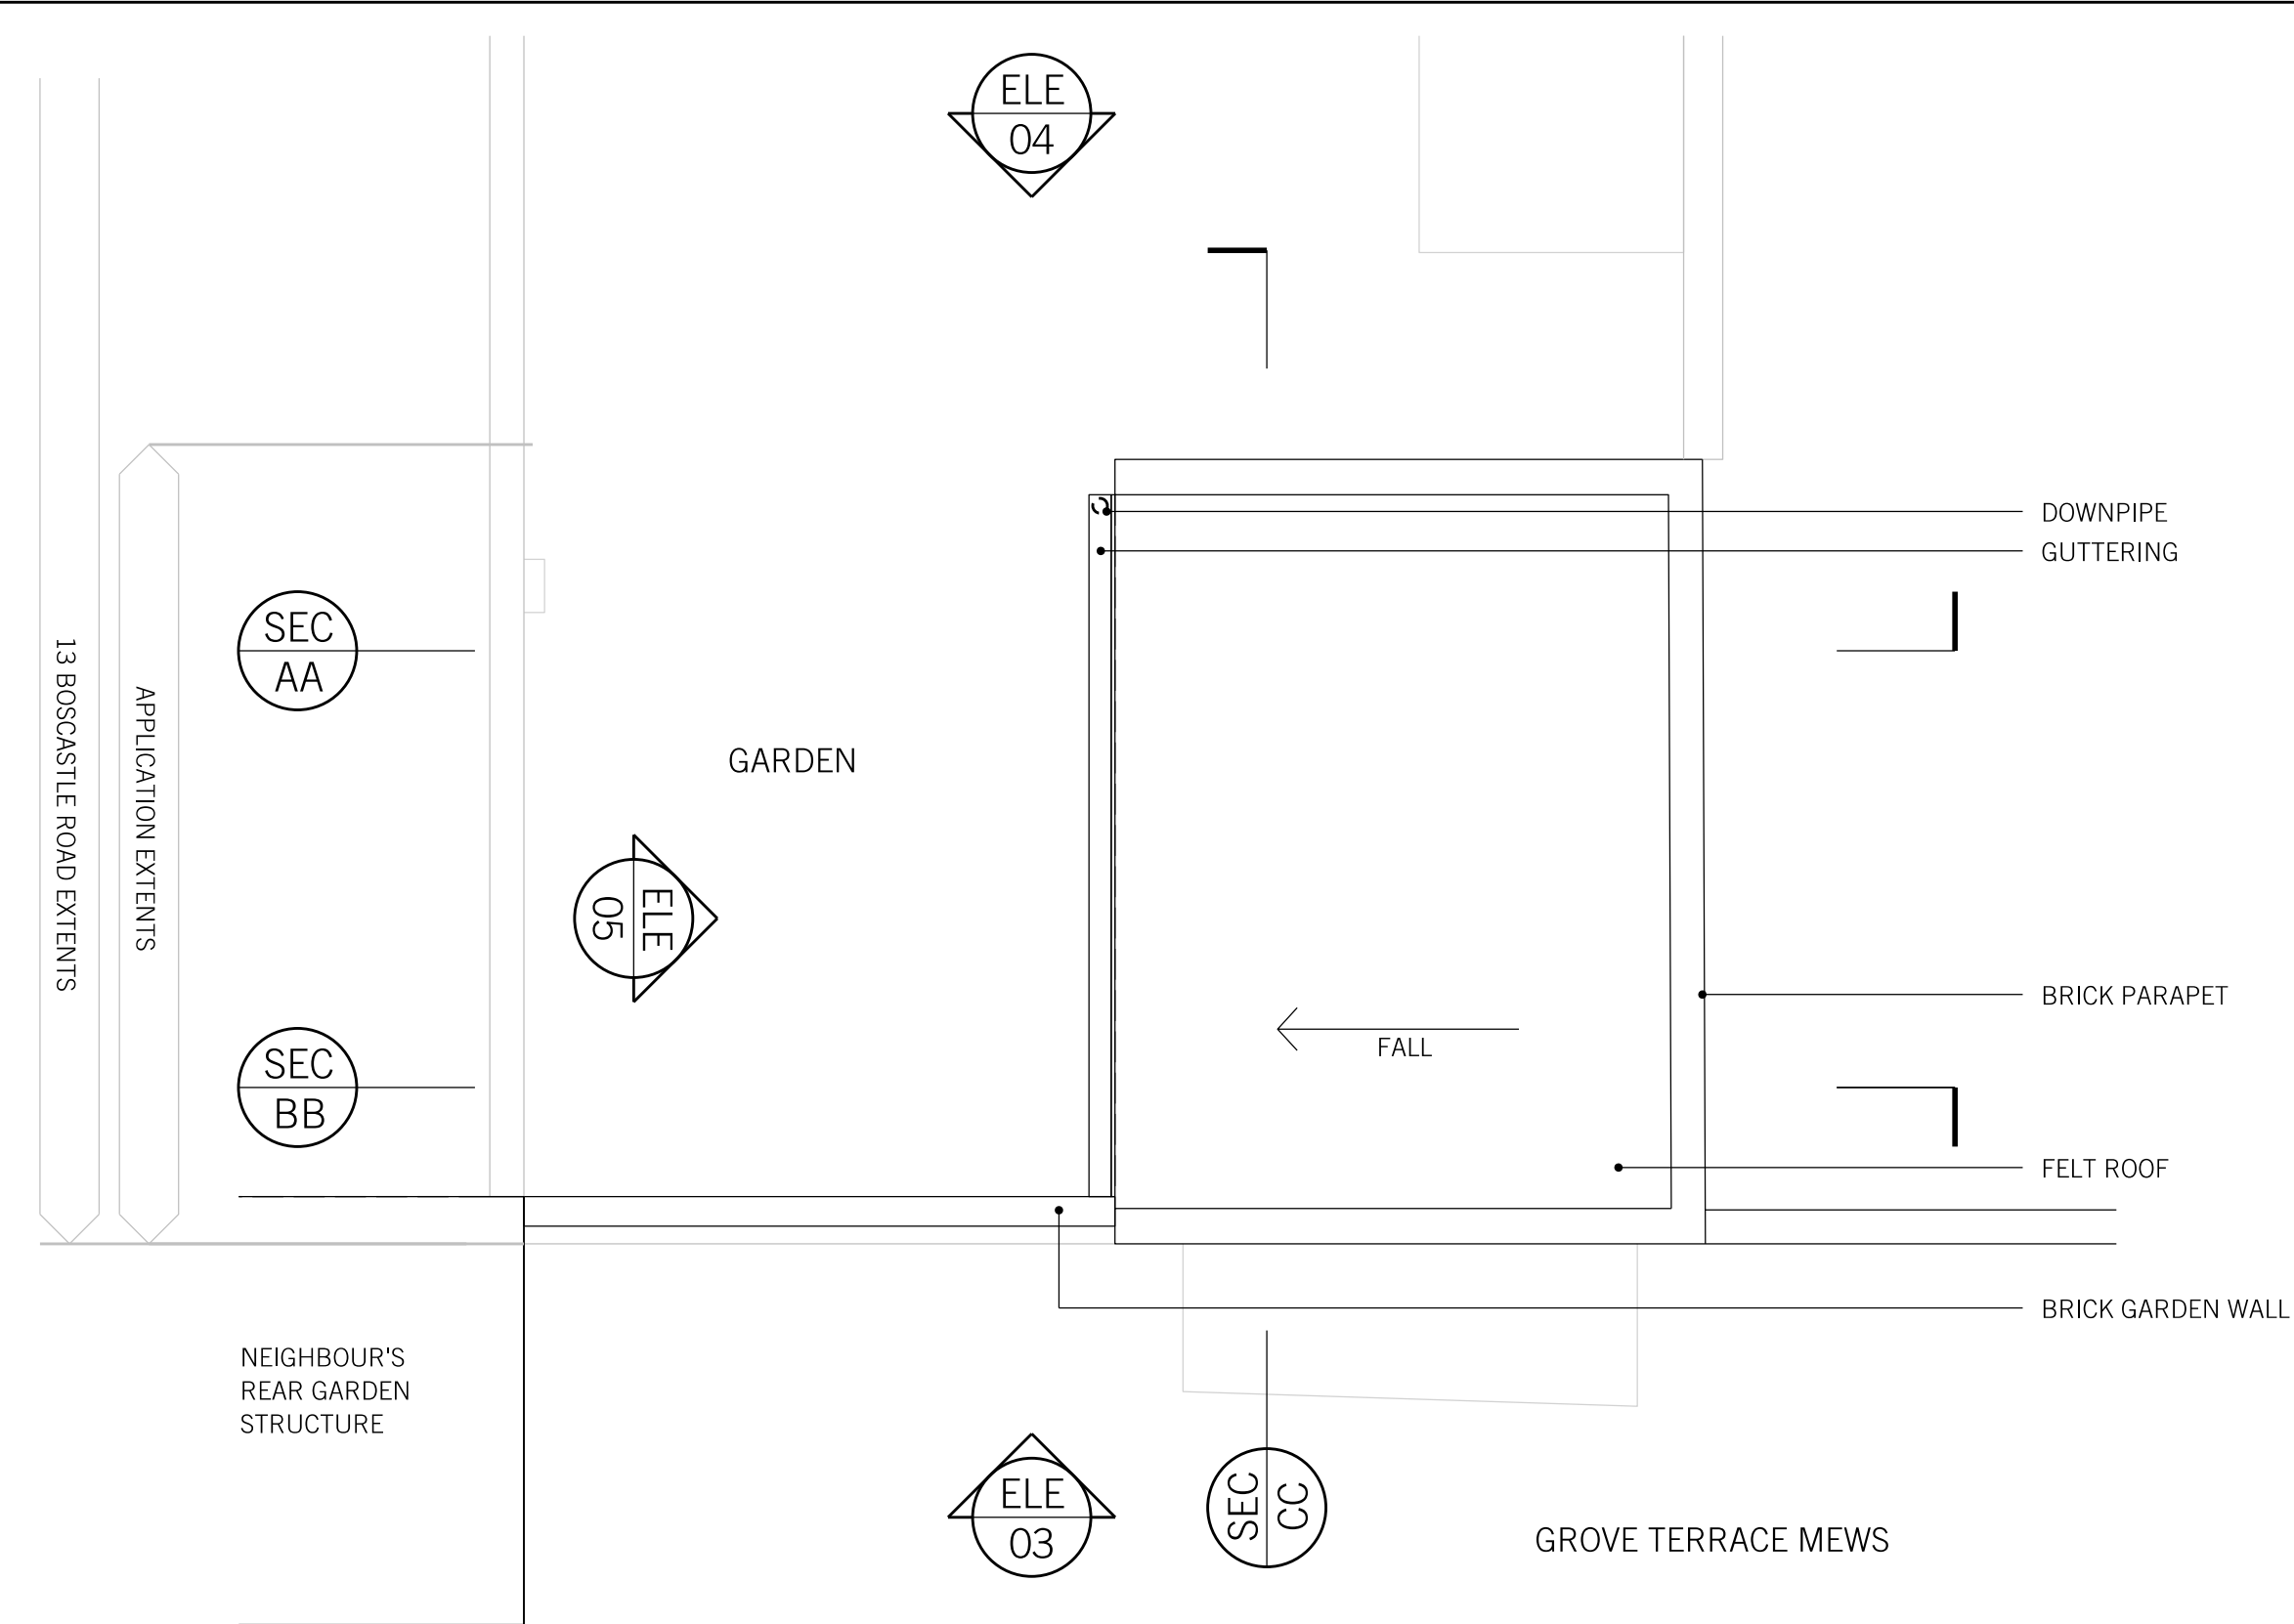 ELE
04
DOWNPIPE
GUTTERING
SEC
AA
13 BOSCASTLE ROAD EXTENTS
APPLICATION EXTENTS
GARDEN
ELE
05
BRICK PARAPET
FALL
SEC
BB
FELT ROOF
BRICK GARDEN WALL
NEIGHBOUR'S
REAR GARDEN
STRUCTURE
ELE
03
SEC
CC
GROVE TERRACE MEWS